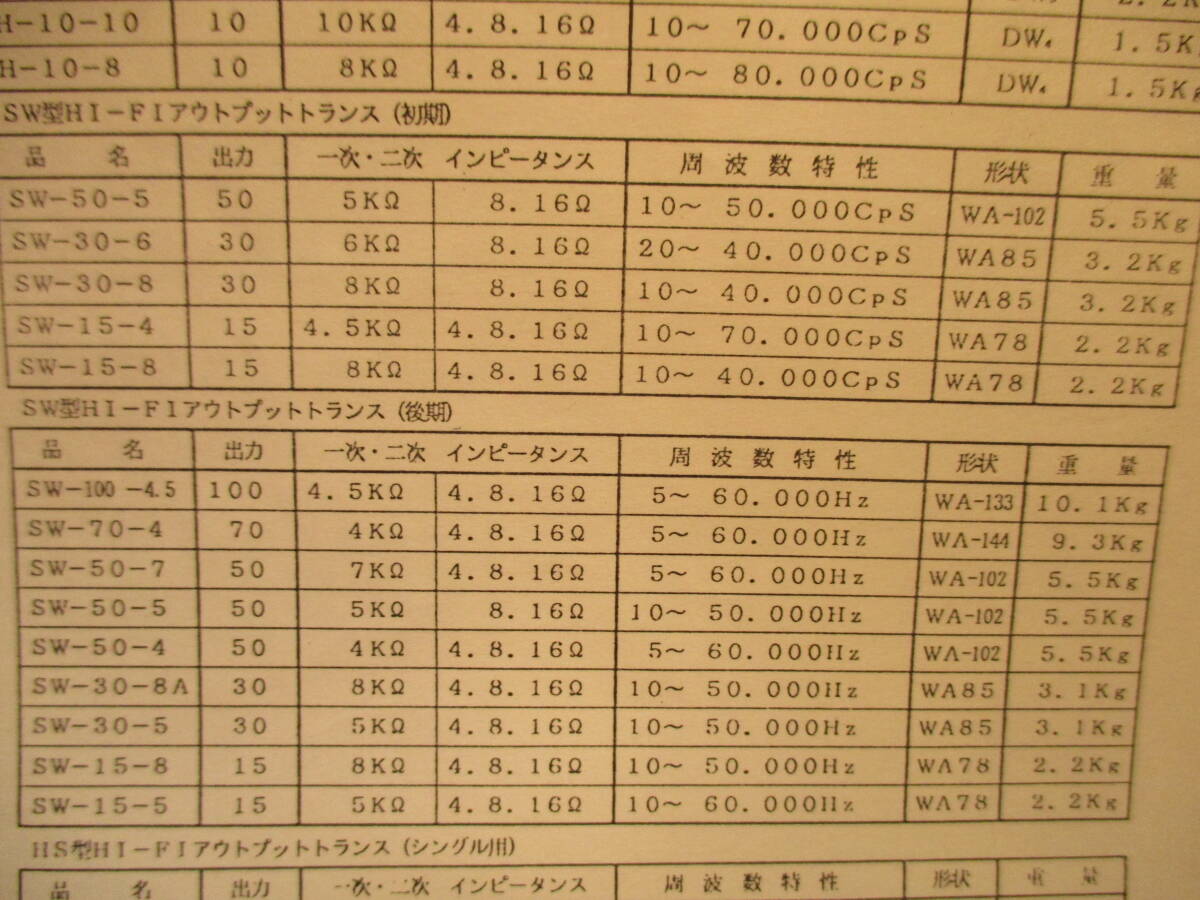 H-10-10 10 10KΩ 4.8.16Ω 10～ 70.000CpS DW₄ 1.5K
H-10-8 10 8KΩ 4.8.16Ω 10～ 80.000CpS DW₄ 1.5Kg
SW型HI-FIアウトプットトランス (初期)
品 名 出力 一次・二次 インピータンス 周波数特性 形状 重量
SW-50-5 50 5KΩ 8.16Ω 10～ 50.000CpS WA-102 5.5Kg
SW-30-6 30 6KΩ 8.16Ω 20～ 40.000CpS WA85 3.2Kg
SW-30-8 30 8KΩ 8.16Ω 10～ 40.000CpS WA85 3.2Kg
SW-15-4 15 4.5KΩ 4.8.16Ω 10～ 70.000CpS WA78 2.2Kg
SW-15-8 15 8KΩ 4.8.16Ω 10～ 40.000CpS WA78 2.2Kg
SW型HI-FIアウトプットトランス (後期)
品 名 出力 一次・二次 インピータンス 周波数特性 形状 重量
SW-100-4.5 100 4.5KΩ 4.8.16Ω 5～ 60.000Hz WA-133 10.1Kg
SW-70-4 70 4KΩ 4.8.16Ω 5～ 60.000Hz WA-144 9.3Kg
SW-50-7 50 7KΩ 4.8.16Ω 5～ 60.000Hz WA-102 5.5Kg
SW-50-5 50 5KΩ 8.16Ω 10～ 50.000Hz WA-102 5.5Kg
SW-50-4 50 4KΩ 4.8.16Ω 5～ 60.000Hz WA-102 5.5Kg
SW-30-8A 30 8KΩ 4.8.16Ω 10～ 50.000Hz WA85 3.1Kg
SW-30-5 30 5KΩ 4.8.16Ω 10～ 50.000Hz WA85 3.1Kg
SW-15-8 15 8KΩ 4.8.16Ω 10～ 50.000Hz WA78 2.2Kg
SW-15-5 15 5KΩ 4.8.16Ω 10～ 60.000Hz WA78 2.2Kg
HS型HI-FIアウトプットトランス (シングル用)
品 名 出力 一次・二次 インピータンス 周波数特性 形状 重量